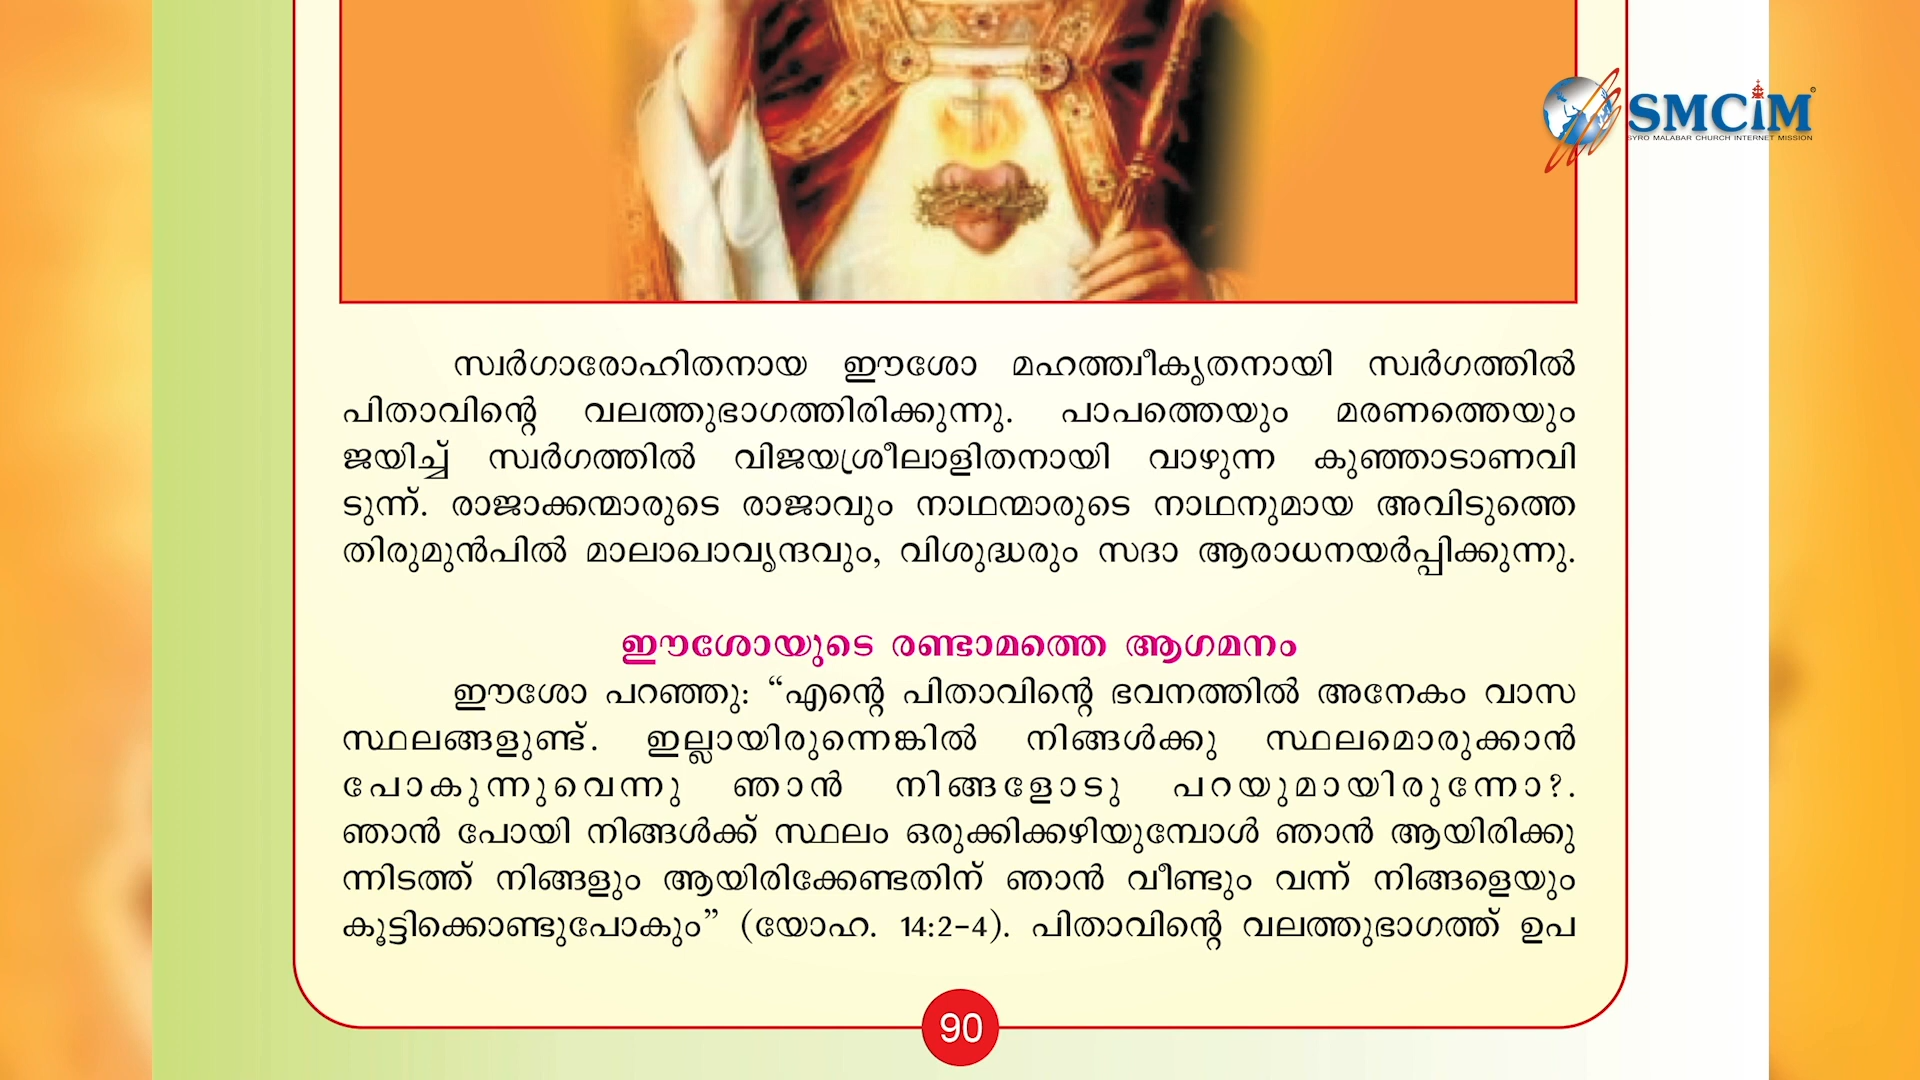 SMCIM
SYRO MALABAR CHURCH INTERNET MISSION
സ്വർഗാരോഹിതനായ ഈശോ മഹത്ത്വീകൃതനായി സ്വർഗത്തിൽ
പിതാവിന്റെ വലത്തുഭാഗത്തിരിക്കുന്നു. പാപത്തെയും മരണത്തെയും
ജയിച്ച് സ്വർഗത്തിൽ വിജയശ്രീലാളിതനായി വാഴുന്ന കുഞ്ഞാടാണവി
ടുന്ന്. രാജാക്കന്മാരുടെ രാജാവും നാഥന്മാരുടെ നാഥനുമായ അവിടുത്തെ
തിരുമുൻപിൽ മാലാഖാവൃന്ദവും, വിശുദ്ധരും സദാ ആരാധനയർപ്പിക്കുന്നു.
ഈശോയുടെ രണ്ടാമത്തെ ആഗമനം
ഈശോ പറഞ്ഞു: “എന്റെ പിതാവിന്റെ ഭവനത്തിൽ അനേകം വാസ
സ്ഥലങ്ങളുണ്ട്. ഇല്ലായിരുന്നെങ്കിൽ നിങ്ങൾക്കു സ്ഥലമൊരുക്കാൻ
പോകുന്നുവെന്നു ഞാൻ നിങ്ങളോടു പറയുമായിരുന്നോ?.
ഞാൻ പോയി നിങ്ങൾക്ക് സ്ഥലം ഒരുക്കിക്കഴിയുമ്പോൾ ഞാൻ ആയിരിക്കു
ന്നിടത്ത് നിങ്ങളും ആയിരിക്കേണ്ടതിന് ഞാൻ വീണ്ടും വന്ന് നിങ്ങളെയും
കൂട്ടിക്കൊണ്ടുപോകും” (യോഹ. 14:2-4). പിതാവിന്റെ വലത്തുഭാഗത്ത് ഉപ
90